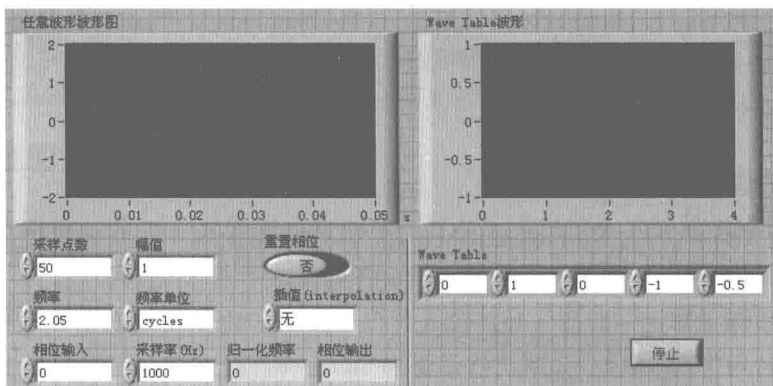 任意波形波形图
2
1
0
-1
-2
0 0.01 0.02 0.03 0.04 0.05 s
Wave Table波形
1
0.5
0
-0.5
-1
0 1 2 3 4
采样点数 幅值 重置相位
50 1 否
频率 频率单位 插值(interpolation)
2.05 cycles 无
相位输入 采样率(Hz) 归一化频率 相位输出
0 1000 0 0
Wave Table
0 1 0 -1 -0.5
停止